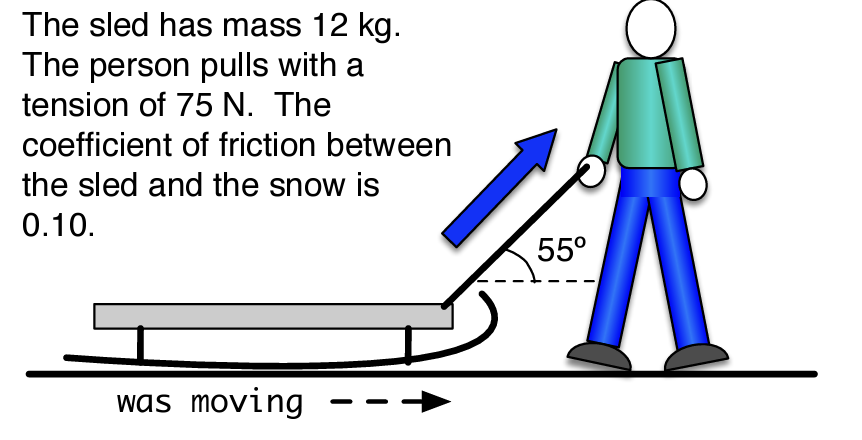 The sled has mass 12 kg.
The person pulls with a
tension of 75 N.  The
coefficient of friction between
the sled and the snow is
0.10.
55º
was moving